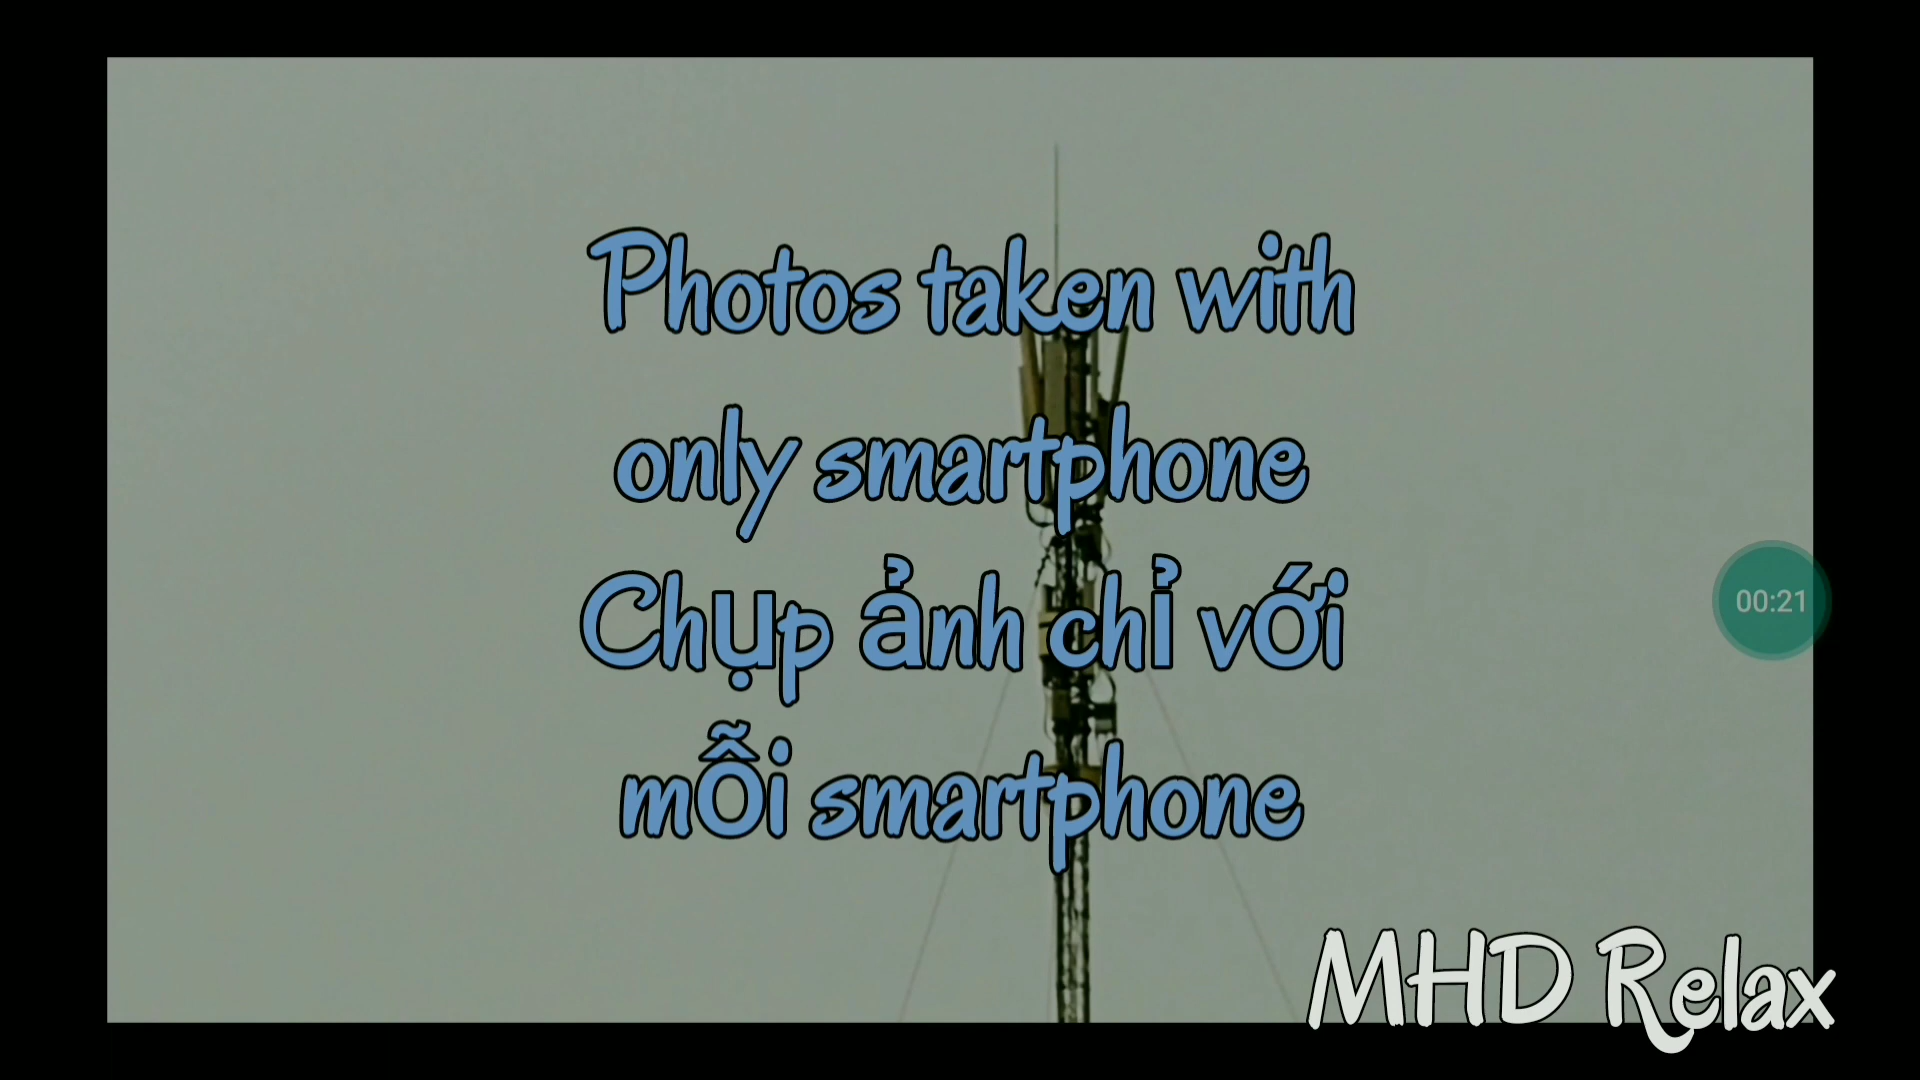 Photos taken with
only smartphone
Chụp ảnh chỉ với
mỗi smartphone
00:21
MHD Relax